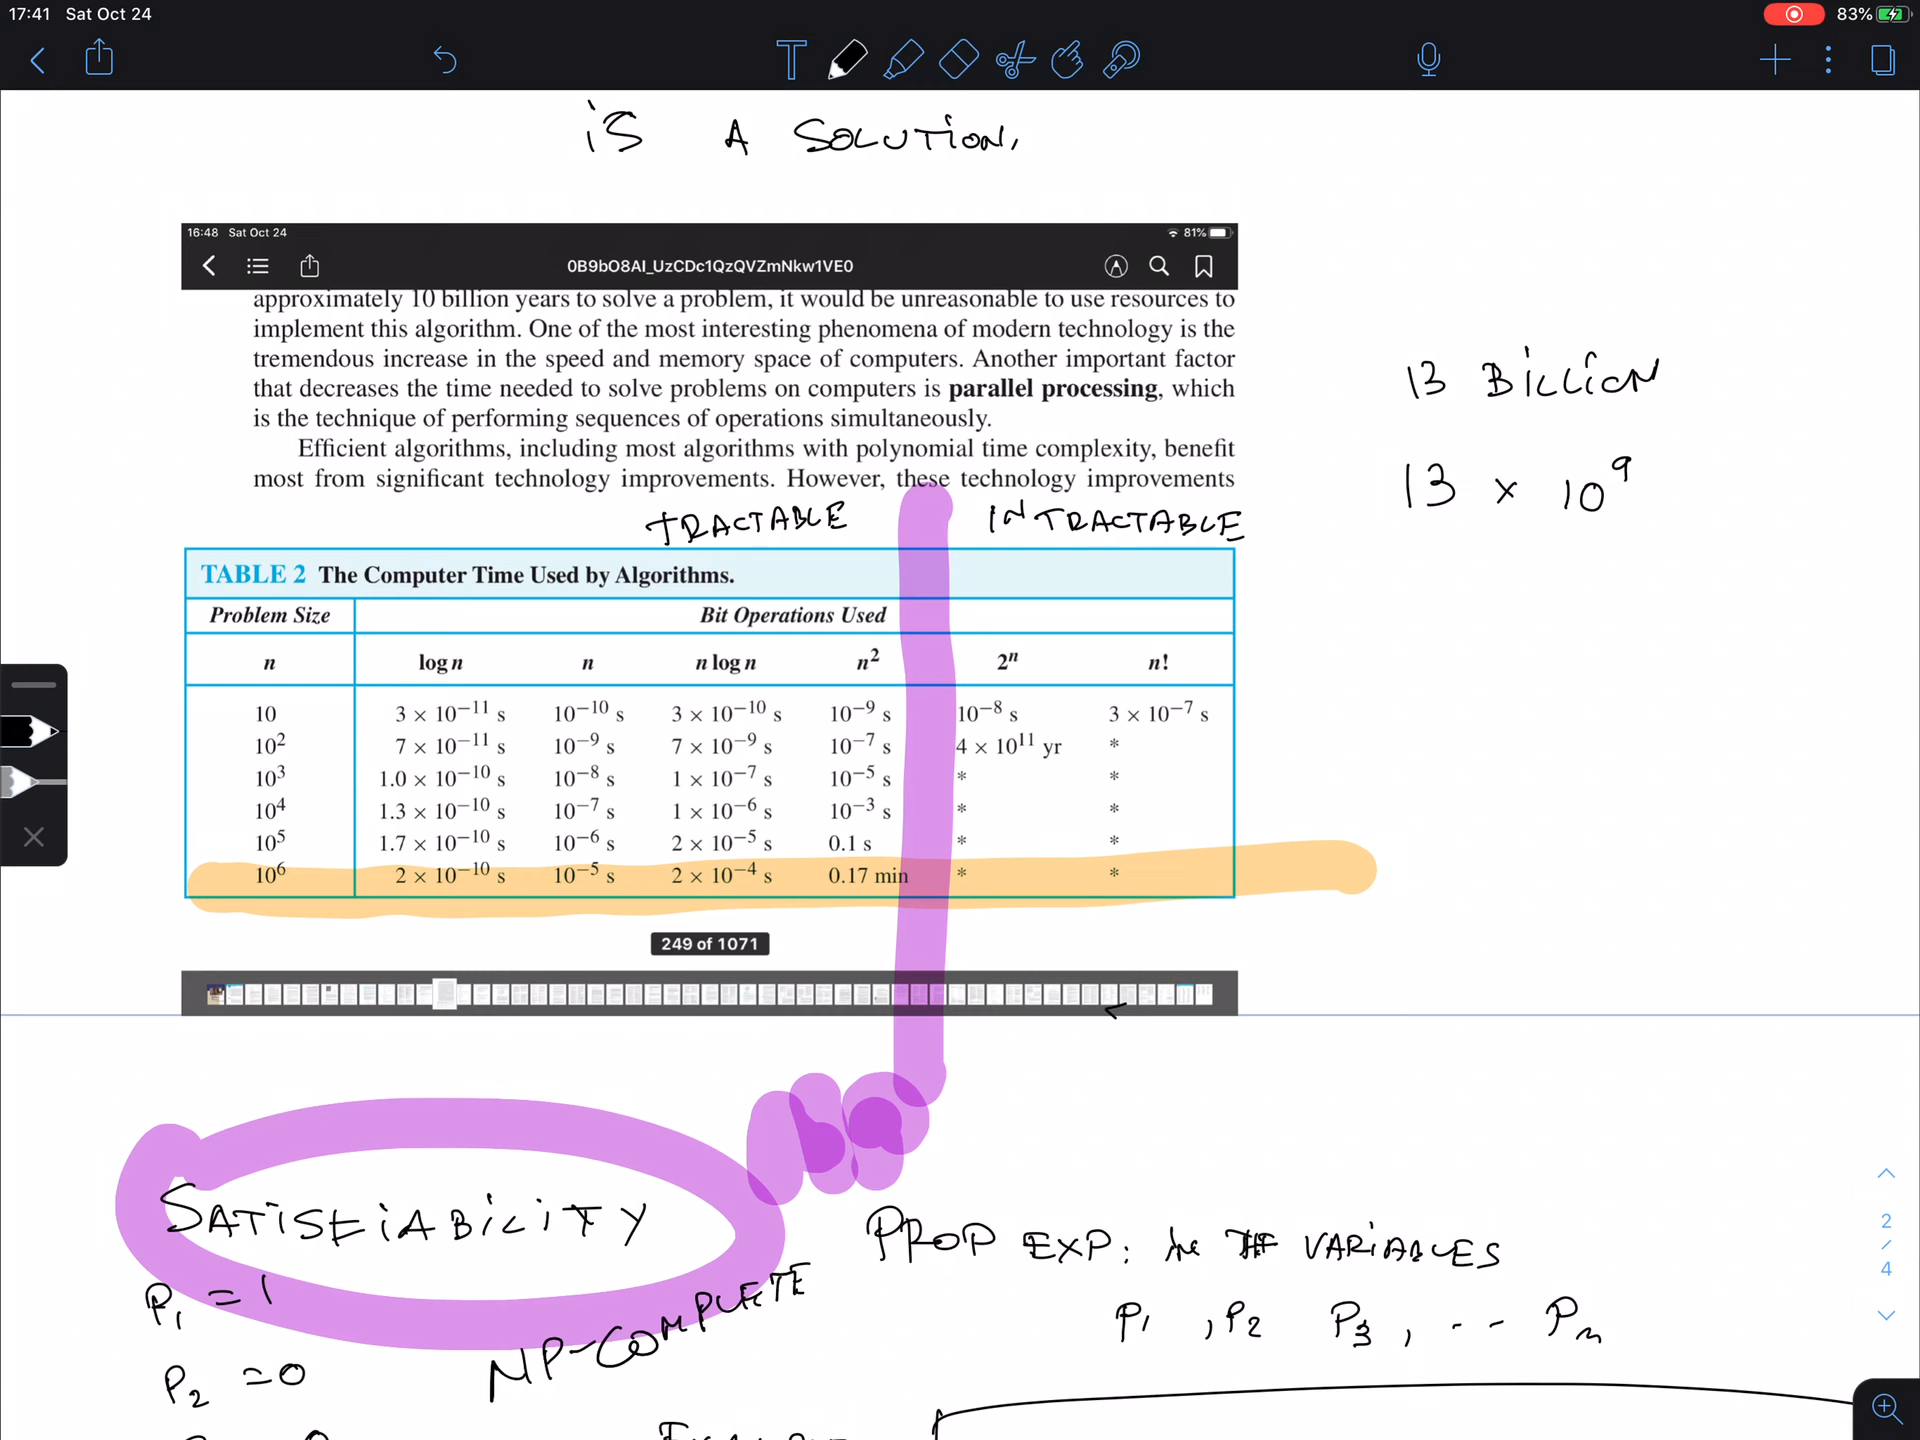 17:41 Sat Oct 24
83%
iS A SOLUTION.
16:48 Sat Oct 24
81%
0B9bO8AI_UzCDc1QzQVZmNkw1VE0
approximately 10 billion years to solve a problem, it would be unreasonable to use resources to
implement this algorithm. One of the most interesting phenomena of modern technology is the
tremendous increase in the speed and memory space of computers. Another important factor
that decreases the time needed to solve problems on computers is parallel processing, which
is the technique of performing sequences of operations simultaneously.
Efficient algorithms, including most algorithms with polynomial time complexity, benefit
most from significant technology improvements. However, these technology improvements
13 BiLLiON
13 × 10⁹
TRACTABLE INTRACTABLE
TABLE 2 The Computer Time Used by Algorithms.
Problem Size Bit Operations Used
n log n n n log n n² 2ⁿ n!
10 3 × 10⁻¹¹ s 10⁻¹⁰ s 3 × 10⁻¹⁰ s 10⁻⁹ s 10⁻⁸ s 3 × 10⁻⁷ s
10² 7 × 10⁻¹¹ s 10⁻⁹ s 7 × 10⁻⁹ s 10⁻⁷ s 4 × 10¹¹ yr *
10³ 1.0 × 10⁻¹⁰ s 10⁻⁸ s 1 × 10⁻⁷ s 10⁻⁵ s * *
10⁴ 1.3 × 10⁻¹⁰ s 10⁻⁷ s 1 × 10⁻⁶ s 10⁻³ s * *
10⁵ 1.7 × 10⁻¹⁰ s 10⁻⁶ s 2 × 10⁻⁵ s 0.1 s * *
10⁶ 2 × 10⁻¹⁰ s 10⁻⁵ s 2 × 10⁻⁴ s 0.17 min * *
249 of 1071
SATiSFiABiLiTY
PROP EXP: VARiABLES
P₁ = 1
NP-COMPLETE
P₁ , P₂ P₃ , -- Pₙ
P₂ = 0
2 / 4